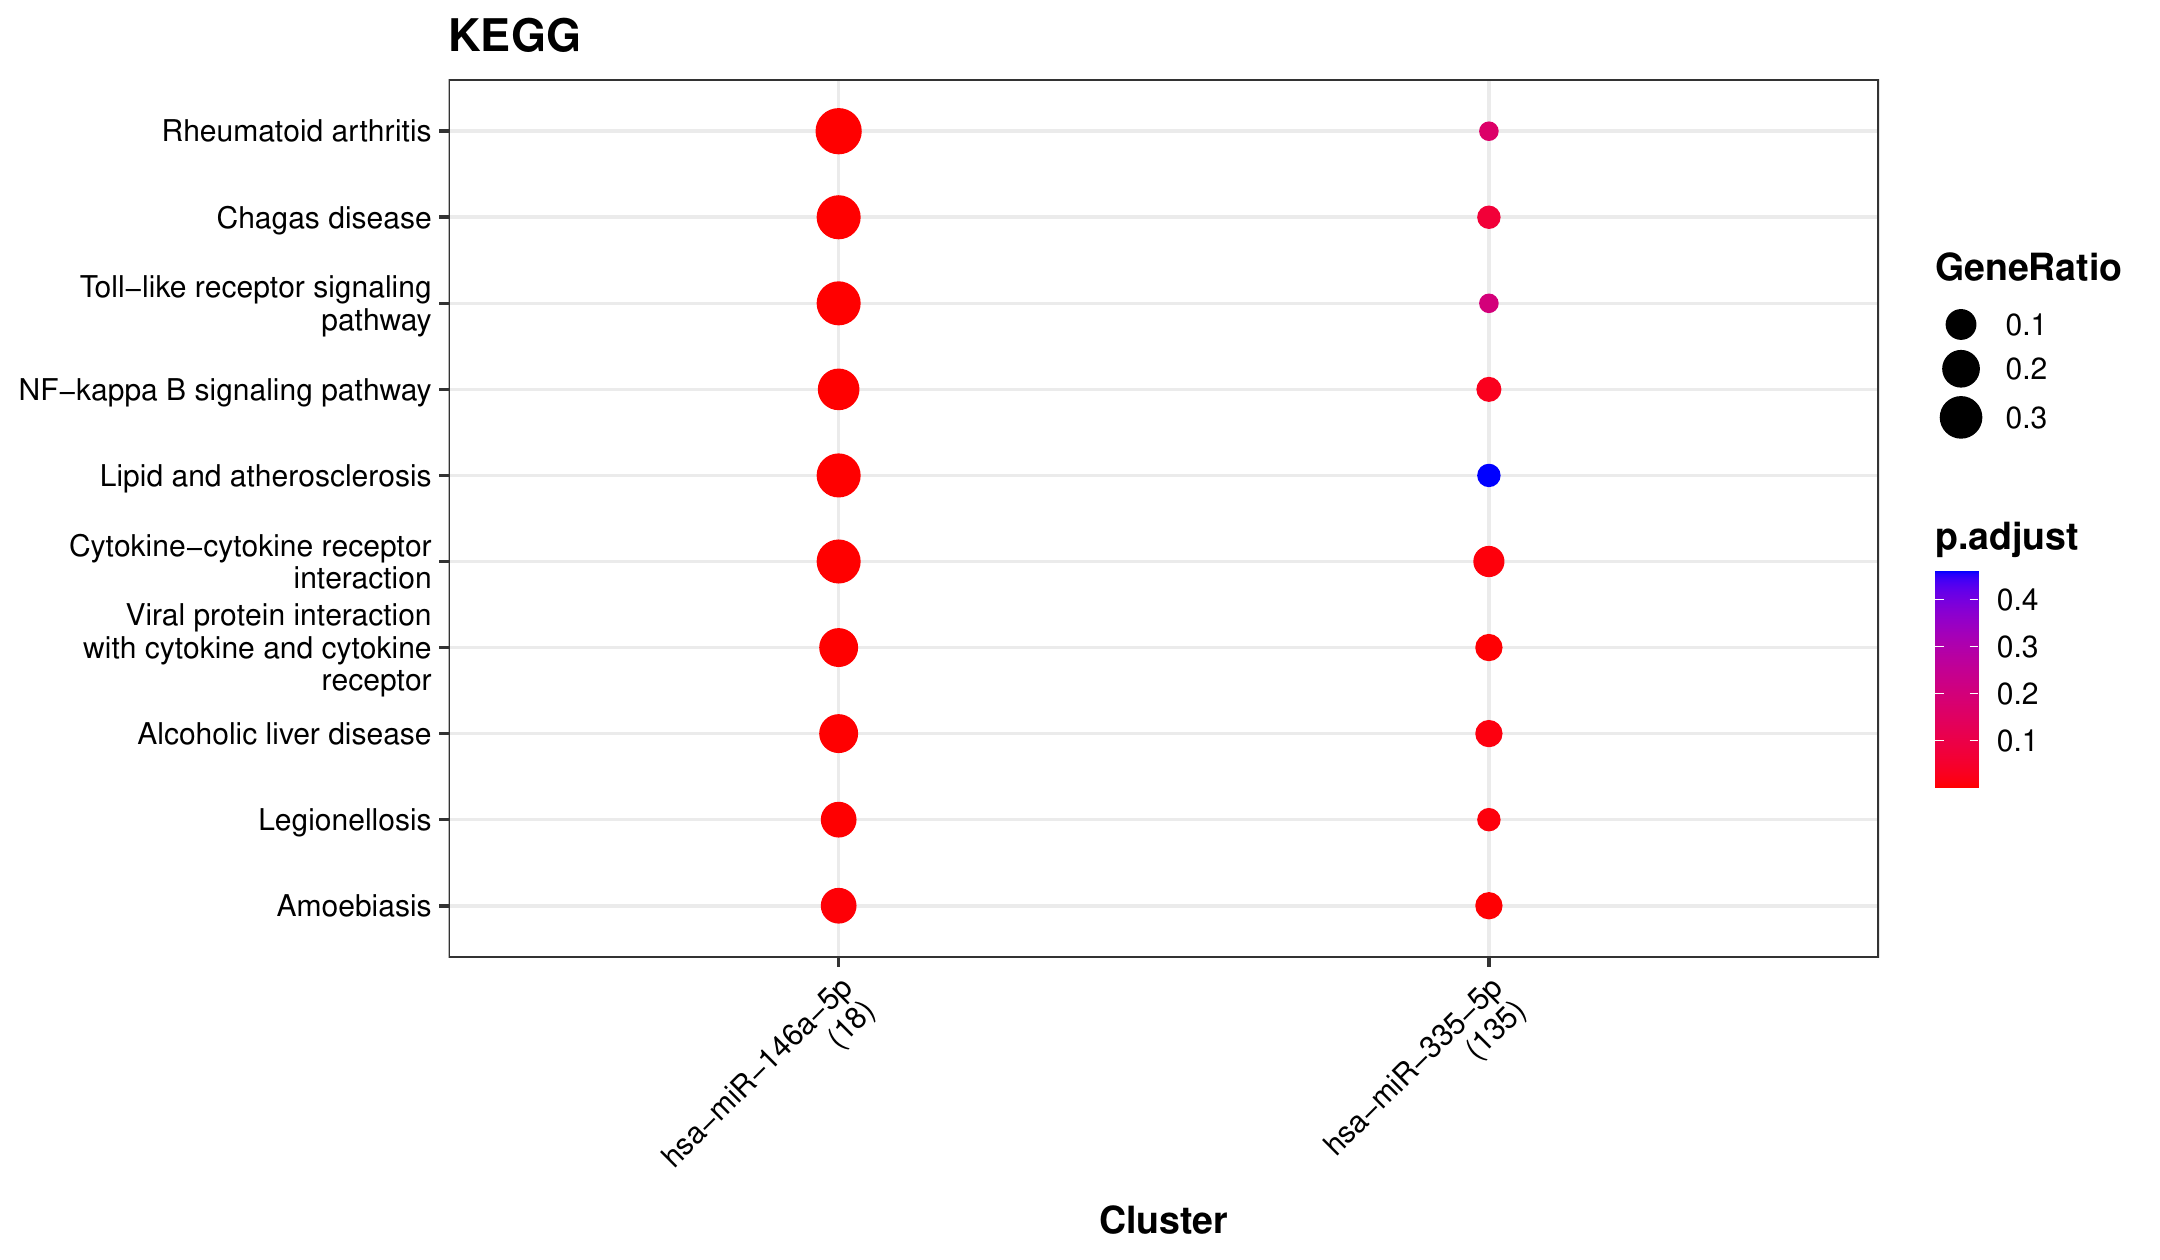 KEGG
Rheumatoid arthritis
Chagas disease
Toll−like receptor signaling
pathway
NF−kappa B signaling pathway
Lipid and atherosclerosis
Cytokine−cytokine receptor
interaction
Viral protein interaction
with cytokine and cytokine
receptor
Alcoholic liver disease
Legionellosis
Amoebiasis
hsa−miR−146a−5p
(18)
hsa−miR−335−5p
(135)
Cluster
GeneRatio
0.1
0.2
0.3
p.adjust
0.4
0.3
0.2
0.1